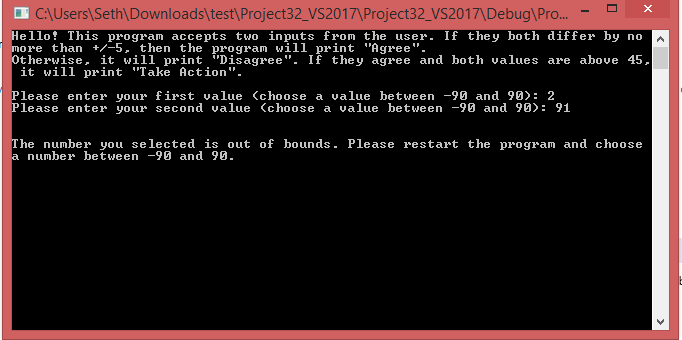 C:\Users\Seth\Downloads\test\Project32_VS2017\Project32_VS2017\Debug\Pro...
Hello! This program accepts two inputs from the user. If they both differ by no
more than +/-5, then the program will print "Agree".
Otherwise, it will print "Disagree". If they agree and both values are above 45,
it will print "Take Action".
Please enter your first value (choose a value between -90 and 90): 2
Please enter your second value (choose a value between -90 and 90): 91
The number you selected is out of bounds. Please restart the program and choose
a number between -90 and 90.